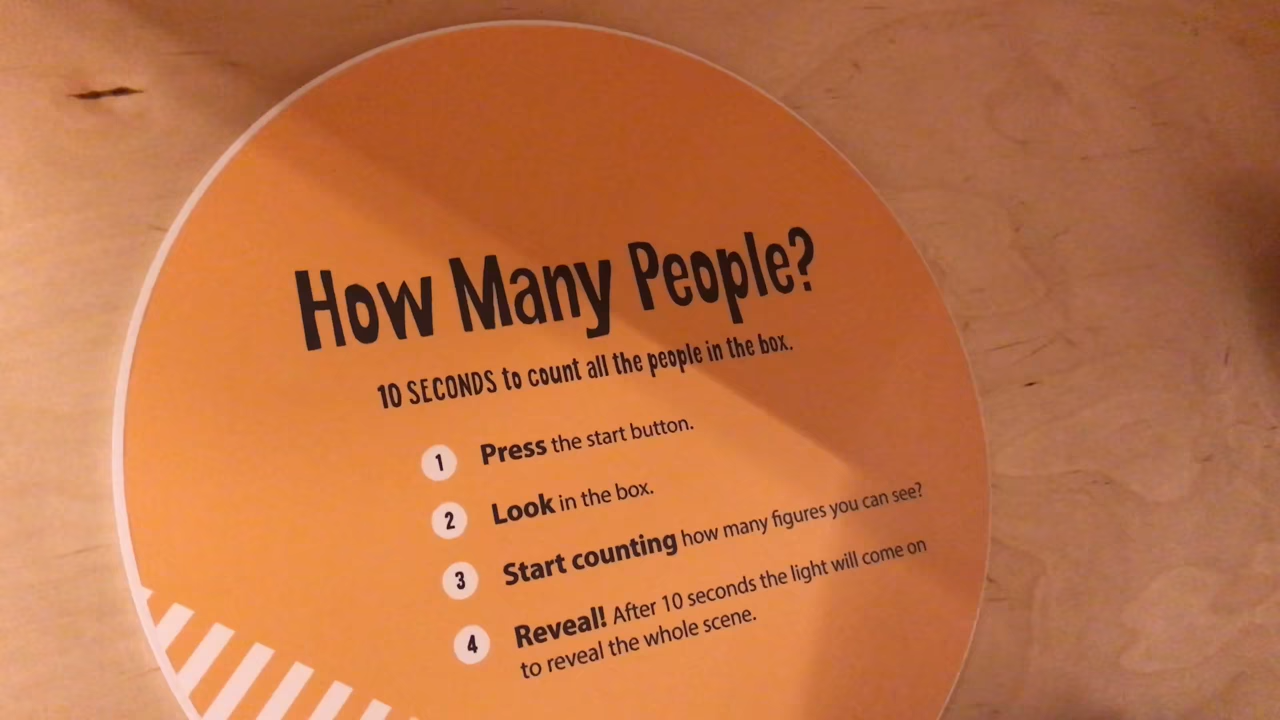 How Many People?
10 SECONDS to count all the people in the box.
1 Press the start button.
2 Look in the box.
3 Start counting how many figures you can see?
4 Reveal! After 10 seconds the light will come on
to reveal the whole scene.